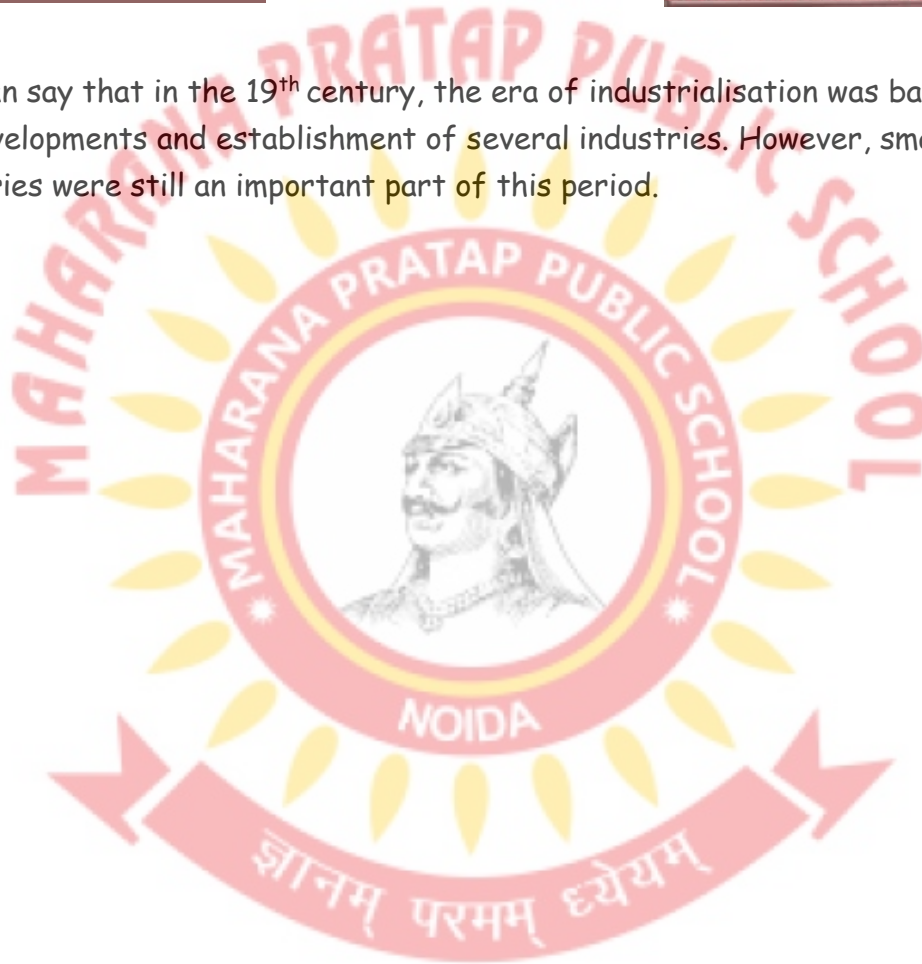 MAHARANA PRATAP PUBLIC SCHOOL
say that in the 19th century, the era of industrialisation was
and establishment of several industries. However,
were still an important part of this period.
MAHARANA PRATAP PUBLIC SCHOOL
NOIDA
ज्ञानम् परमम् ध्येयम्